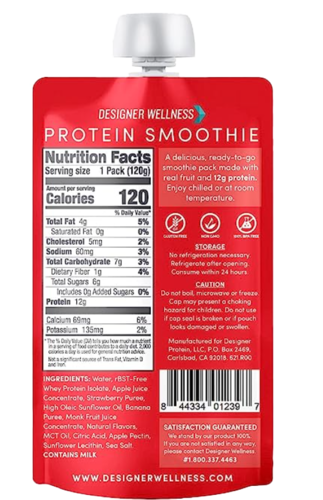 DESIGNER WELLNESS
PROTEIN SMOOTHIE
Nutrition Facts
Serving size 1 Pack (120g)
Amount per serving
Calories 120
% Daily Value*
Total Fat 4g 5%
Saturated Fat 0g 0%
Cholesterol 5mg 2%
Sodium 60mg 3%
Total Carbohydrate 7g 3%
Dietary Fiber 1g 4%
Total Sugars 6g
Includes 0g Added Sugars 0%
Protein 12g
Calcium 69mg 6%
Potassium 135mg 2%
*The % Daily Value (DV) tells you how much a nutrient
in a serving of food contributes to a daily diet. 2,000
calories a day is used for general nutrition advice.
Not a significant source of Trans Fat, Vitamin D
and Iron.
INGREDIENTS: Water, rBST-Free
Whey Protein Isolate, Apple Juice
Concentrate, Strawberry Puree,
High Oleic Sunflower Oil, Banana
Puree, Monk Fruit Juice
Concentrate, Natural Flavors,
MCT Oil, Citric Acid, Apple Pectin,
Sunflower Lecithin, Sea Salt.
CONTAINS MILK
A delicious, ready-to-go
smoothie pack made with
real fruit and 12g protein.
Enjoy chilled or at room
temperature.
GLUTEN FREE
NON GMO
STORAGE
No refrigeration necessary.
Refrigerate after opening.
Consume within 24 hours.
CAUTION
Do not boil, microwave or freeze
Cap may present a choking
hazard for children. Do not use
if cap seal is broken or if pouch
looks damaged or swollen.
Manufactured for Designer
Protein, LLC, P.O. Box 2469,
Carlsbad, CA 92018
8 44334 01239 7
SATISFACTION GUARANTEED
We stand by our product 100%.
If you are not satisfied in any way,
please contact Designer Wellness.
#1.800.337.4463
WWW.DESIGNERWELLNESS.COM